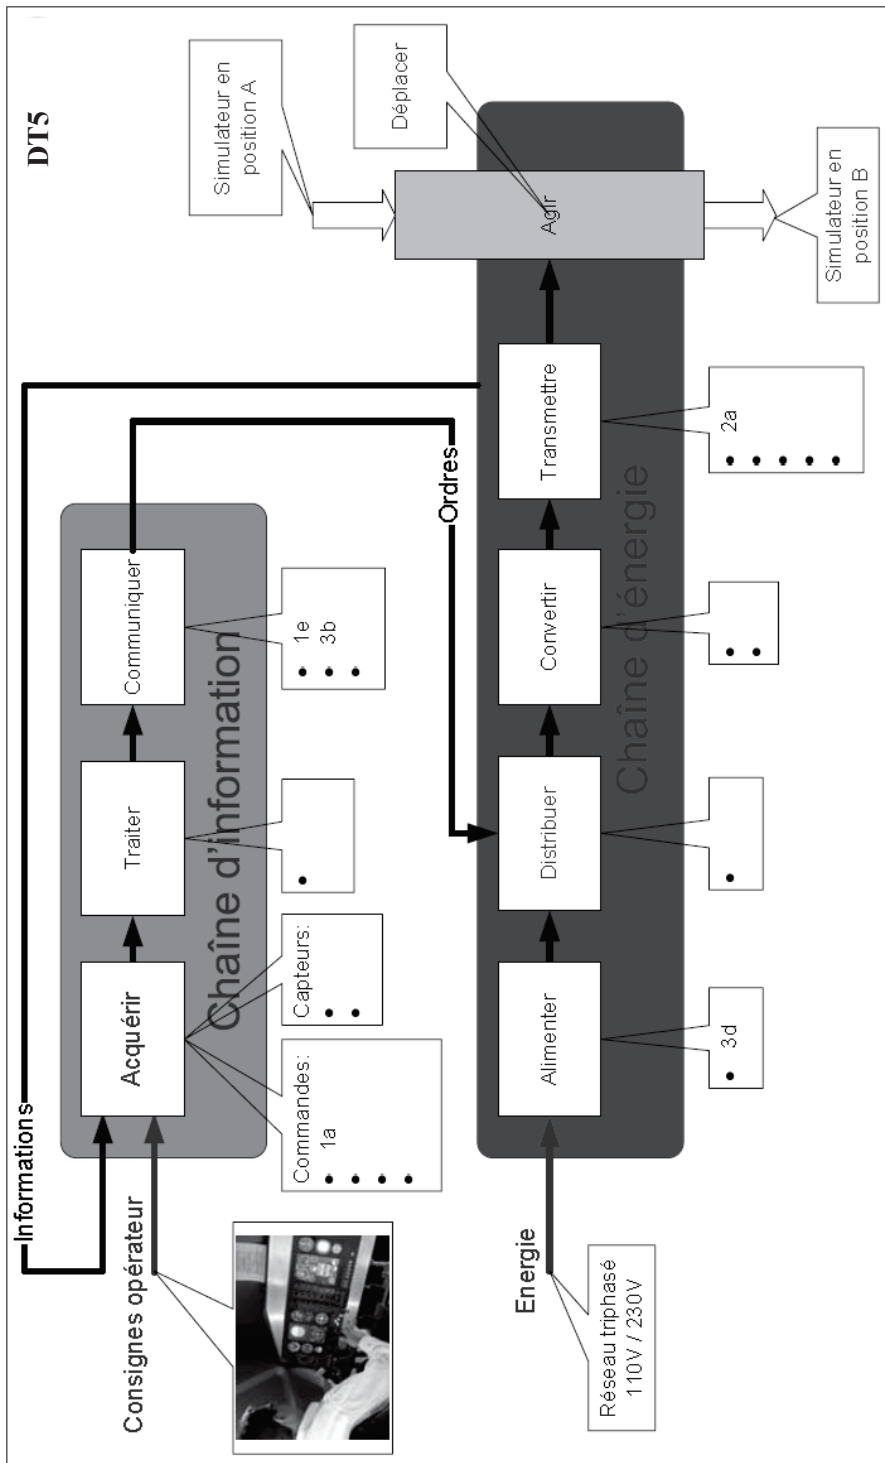 DT5
Informations
Consignes opérateur
Acquérir
Traiter
Communiquer
Chaîne d'information
Commandes:
• 1a
•
•
•
Capteurs:
•
•
•
• 1e
• 3b
•
Ordres
Simulateur en
position A
Déplacer
Energie
Réseau triphasé
110V / 230V
Alimenter
Distribuer
Convertir
Transmettre
Agir
Chaîne d'énergie
• 3d
•
•
•
• 2a
•
•
•
•
Simulateur en
position B